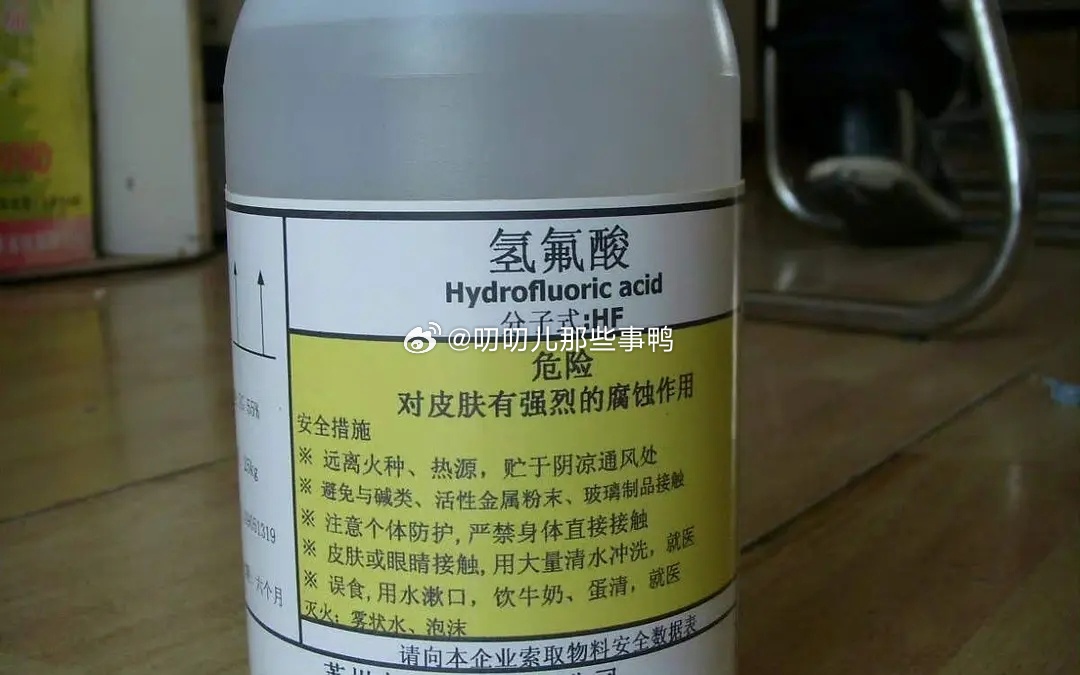 氢氟酸
Hydrofluoric acid
分子式:HF
@叨叨儿那些事鸭
危险
对皮肤有强烈的腐蚀作用
安全措施
※ 远离火种、热源，贮于阴凉通风处
※ 避免与碱类、活性金属粉末、玻璃制品接触
※ 注意个体防护,严禁身体直接接触
※ 皮肤或眼睛接触,用大量清水冲洗，就医
※ 误食,用水漱口，饮牛奶、蛋清，就医
灭火：雾状水、泡沫
请向本企业索取物料安全数据表
55%
25kg
051319
六个月